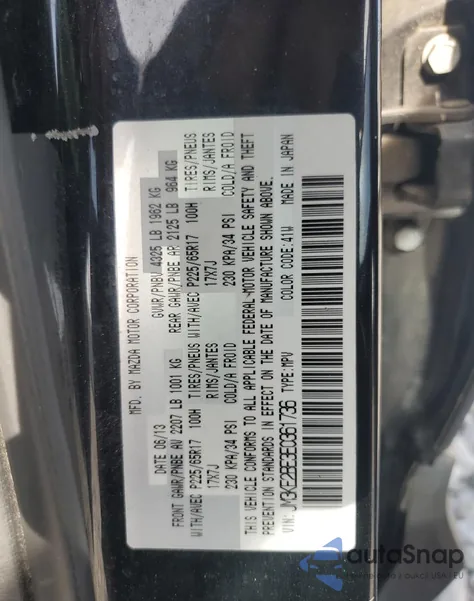 MFD. BY MAZDA MOTOR CORPORATION
DATE 06/13 GVWR/PNBV 4325 LB 1962 KG
FRONT GAWR/PNBE AV 2207 LB 1001 KG REAR GAWR/PNBE AR 2125 LB 964 KG
WITH/AVEC P225/65R17 100H TIRES/PNEUS WITH/AVEC P225/65R17 100H TIRES/PNEUS
17X7J RIMS/JANTES 17X7J RIMS/JANTES
230 KPA/34 PSI COLD/A FROID 230 KPA/34 PSI COLD/A FROID
THIS VEHICLE CONFORMS TO ALL APPLICABLE FEDERAL MOTOR VEHICLE SAFETY AND THEFT
PREVENTION STANDARDS IN EFFECT ON THE DATE OF MANUFACTURE SHOWN ABOVE.
VIN: JM3KE2BE3E0361736 TYPE:MPV COLOR CODE:41W MADE IN JAPAN
autoSnap